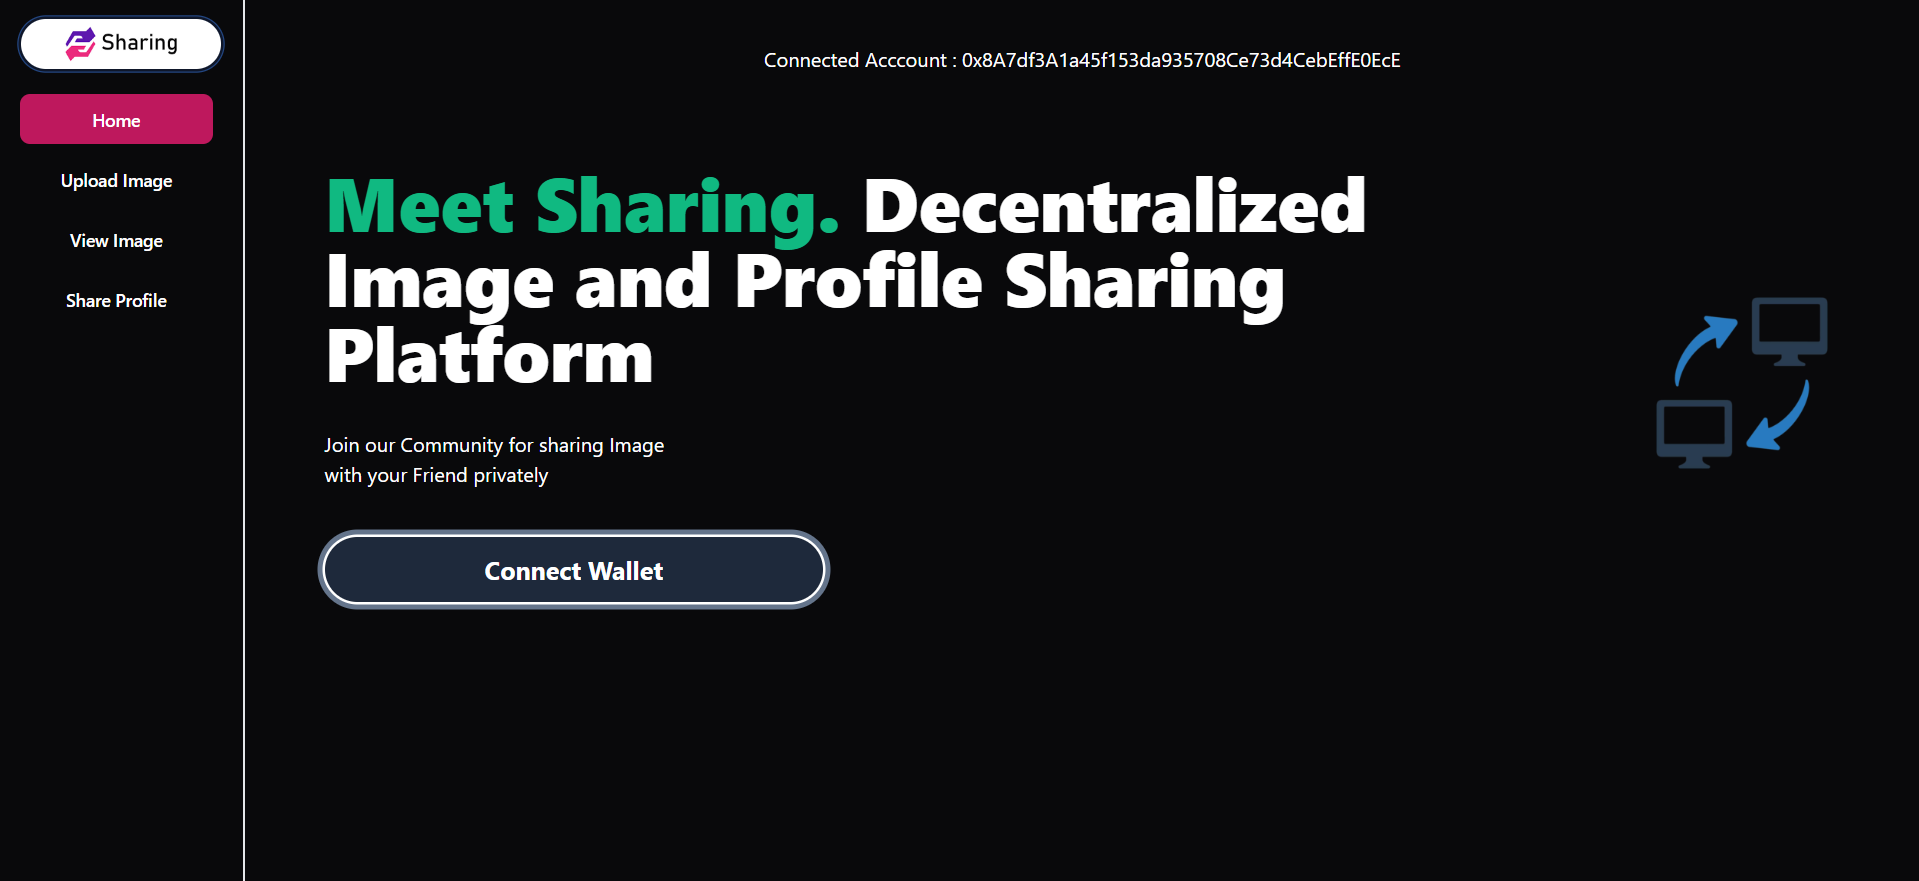 Sharing
Home
Upload Image
View Image
Share Profile
Connected Acccount : 0x8A7df3A1a45f153da935708Ce73d4CebEffE0EcE
Meet Sharing. Decentralized
Image and Profile Sharing
Platform
Join our Community for sharing Image
with your Friend privately
Connect Wallet